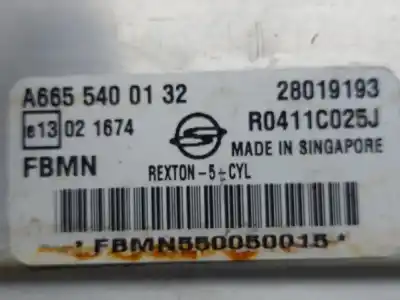 A665 540 01 32 28019193
e13 02 1674 R0411C025J
FBMN MADE IN SINGAPORE
REXTON-5-CYL
* FBMN550050015 *